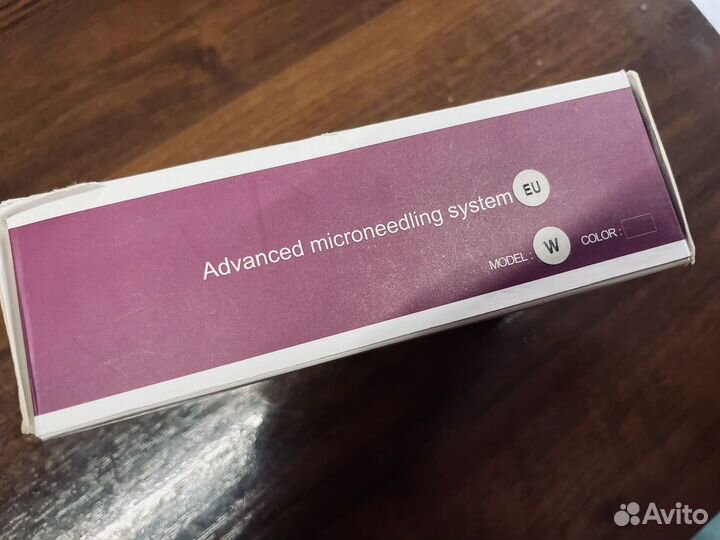 Advanced microneedling system EU
MODEL : W COLOR :
Avito